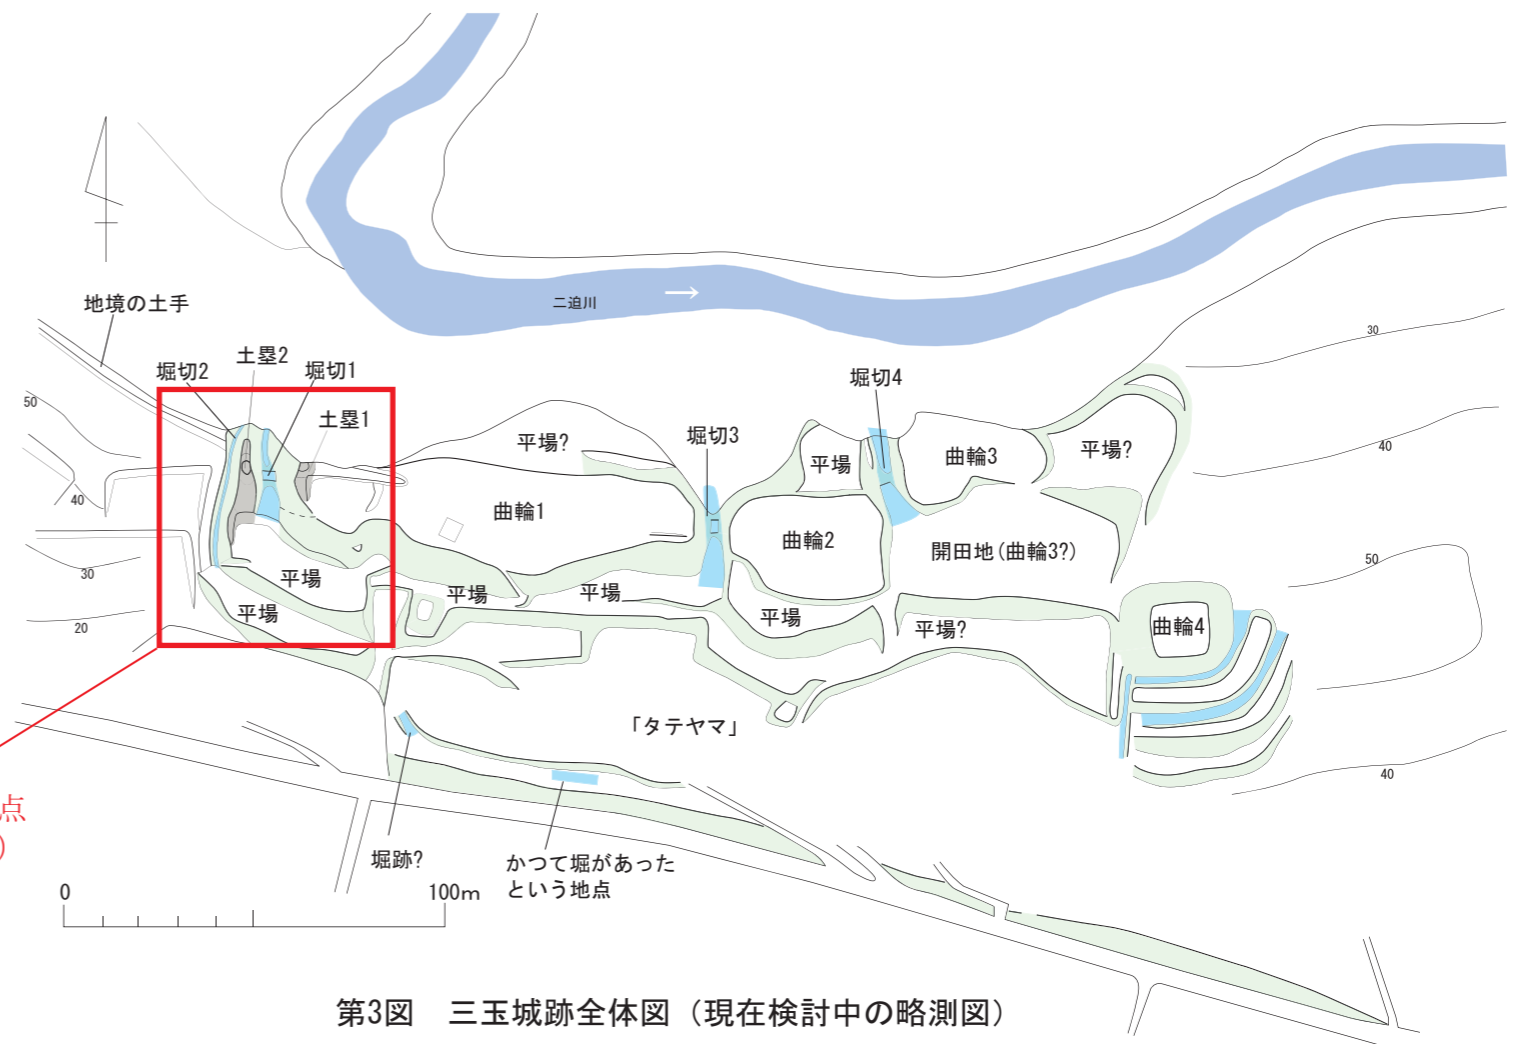 二迫川
地境の土手
30
堀切2
土塁2
堀切1
土塁1
堀切4
堀切3
50
40
平場?
平場
曲輪3
平場?
40
曲輪1
曲輪2
開田地(曲輪3?)
50
30
平場
平場
平場
平場
平場
平場?
曲輪4
20
「タテヤマ」
40
点
)
堀跡?
かつて堀があった
という地点
0
100m
第3図 三玉城跡全体図(現在検討中の略測図)